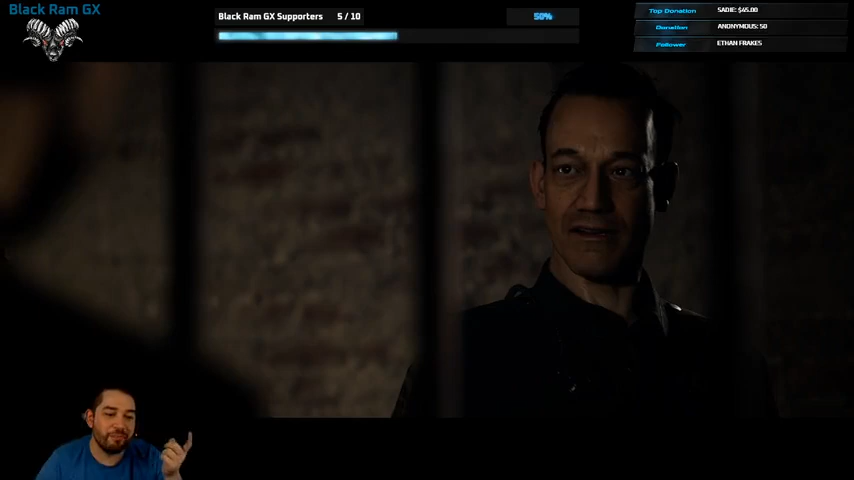 Black Ram GX
Black Ram GX Supporters 5 / 10
50%
Top Donation SADIE: $65.00
Donation ANONYMOUS: 50
Follower ETHAN FRAKES